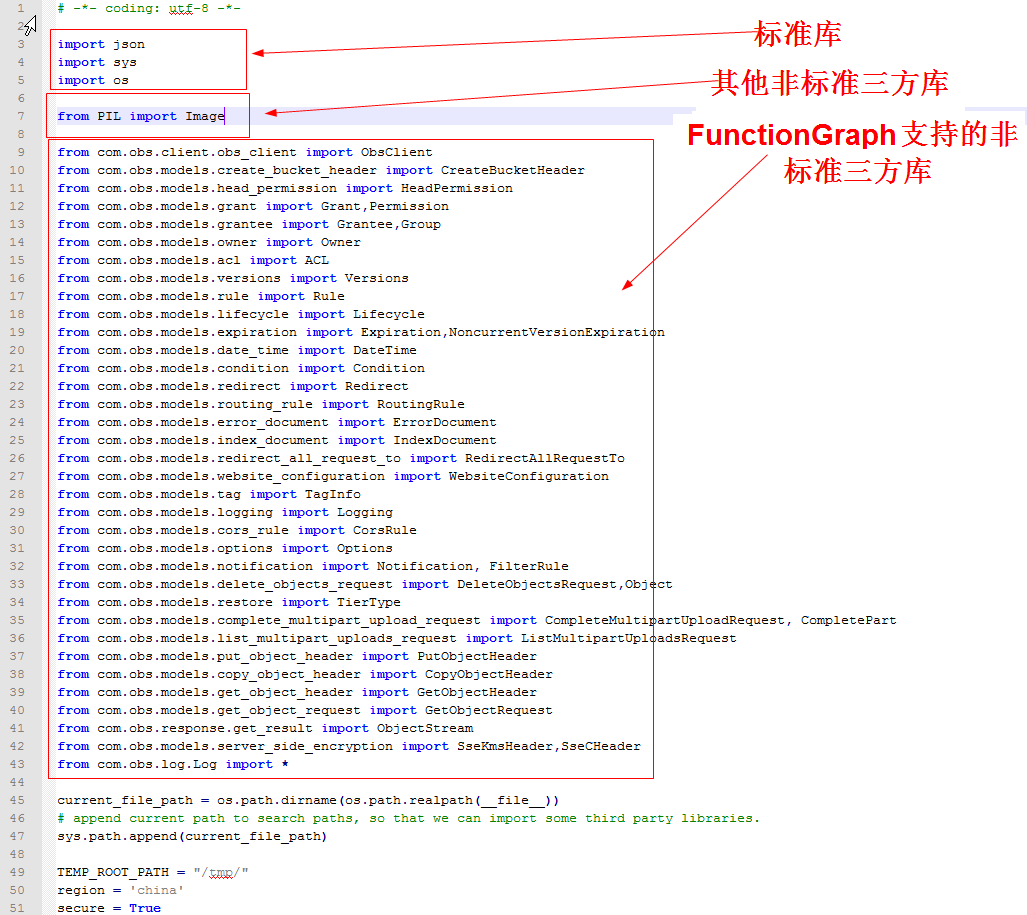 1 # -*- coding: utf-8 -*-
2
3 import json
4 import sys
5 import os
6
7 from PIL import Image
8
9 from com.obs.client.obs_client import ObsClient
10 from com.obs.models.create_bucket_header import CreateBucketHeader
11 from com.obs.models.head_permission import HeadPermission
12 from com.obs.models.grant import Grant,Permission
13 from com.obs.models.grantee import Grantee,Group
14 from com.obs.models.owner import Owner
15 from com.obs.models.acl import ACL
16 from com.obs.models.versions import Versions
17 from com.obs.models.rule import Rule
18 from com.obs.models.lifecycle import Lifecycle
19 from com.obs.models.expiration import Expiration,NoncurrentVersionExpiration
20 from com.obs.models.date_time import DateTime
21 from com.obs.models.condition import Condition
22 from com.obs.models.redirect import Redirect
23 from com.obs.models.routing_rule import RoutingRule
24 from com.obs.models.error_document import ErrorDocument
25 from com.obs.models.index_document import IndexDocument
26 from com.obs.models.redirect_all_request_to import RedirectAllRequestTo
27 from com.obs.models.website_configuration import WebsiteConfiguration
28 from com.obs.models.tag import TagInfo
29 from com.obs.models.logging import Logging
30 from com.obs.models.cors_rule import CorsRule
31 from com.obs.models.options import Options
32 from com.obs.models.notification import Notification, FilterRule
33 from com.obs.models.delete_objects_request import DeleteObjectsRequest,Object
34 from com.obs.models.restore import TierType
35 from com.obs.models.complete_multipart_upload_request import CompleteMultipartUploadRequest, CompletePart
36 from com.obs.models.list_multipart_uploads_request import ListMultipartUploadsRequest
37 from com.obs.models.put_object_header import PutObjectHeader
38 from com.obs.models.copy_object_header import CopyObjectHeader
39 from com.obs.models.get_object_header import GetObjectHeader
40 from com.obs.models.get_object_request import GetObjectRequest
41 from com.obs.response.get_result import ObjectStream
42 from com.obs.models.server_side_encryption import SseKmsHeader,SseCHeader
43 from com.obs.log.Log import *
44
45 current_file_path = os.path.dirname(os.path.realpath(__file__))
46 # append current path to search paths, so that we can import some third party libraries.
47 sys.path.append(current_file_path)
48
49 TEMP_ROOT_PATH = "/tmp/"
50 region = 'china'
51 secure = True
标准库
其他非标准三方库
FunctionGraph支持的非
标准三方库